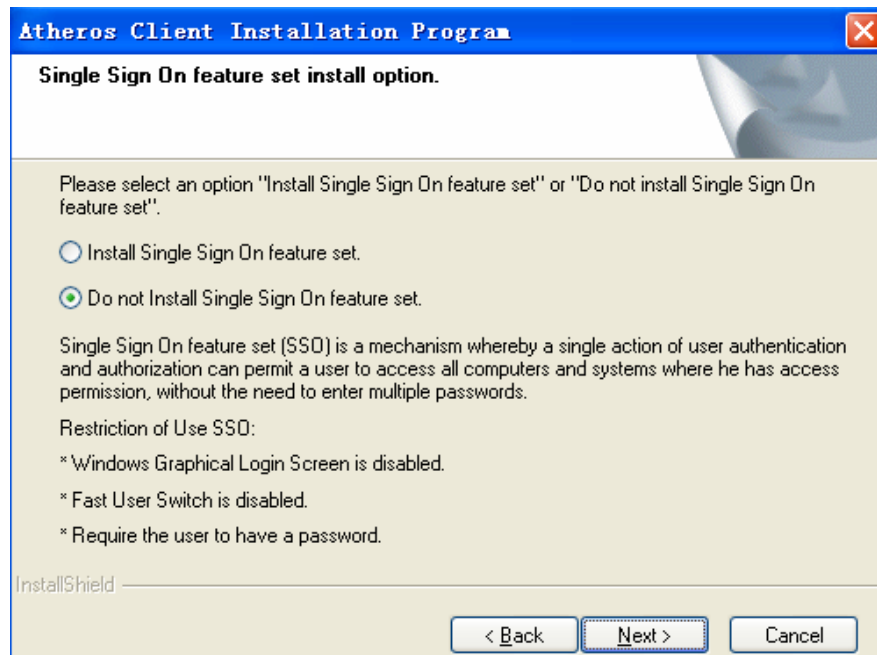 Atheros Client Installation Program
Single Sign On feature set install option.
Please select an option "Install Single Sign On feature set" or "Do not install Single Sign On
feature set".
Install Single Sign On feature set.
Do not Install Single Sign On feature set.
Single Sign On feature set (SSO) is a mechanism whereby a single action of user authentication
and authorization can permit a user to access all computers and systems where he has access
permission, without the need to enter multiple passwords.
Restriction of Use SSO:
* Windows Graphical Login Screen is disabled.
* Fast User Switch is disabled.
* Require the user to have a password.
InstallShield
< Back Next > Cancel